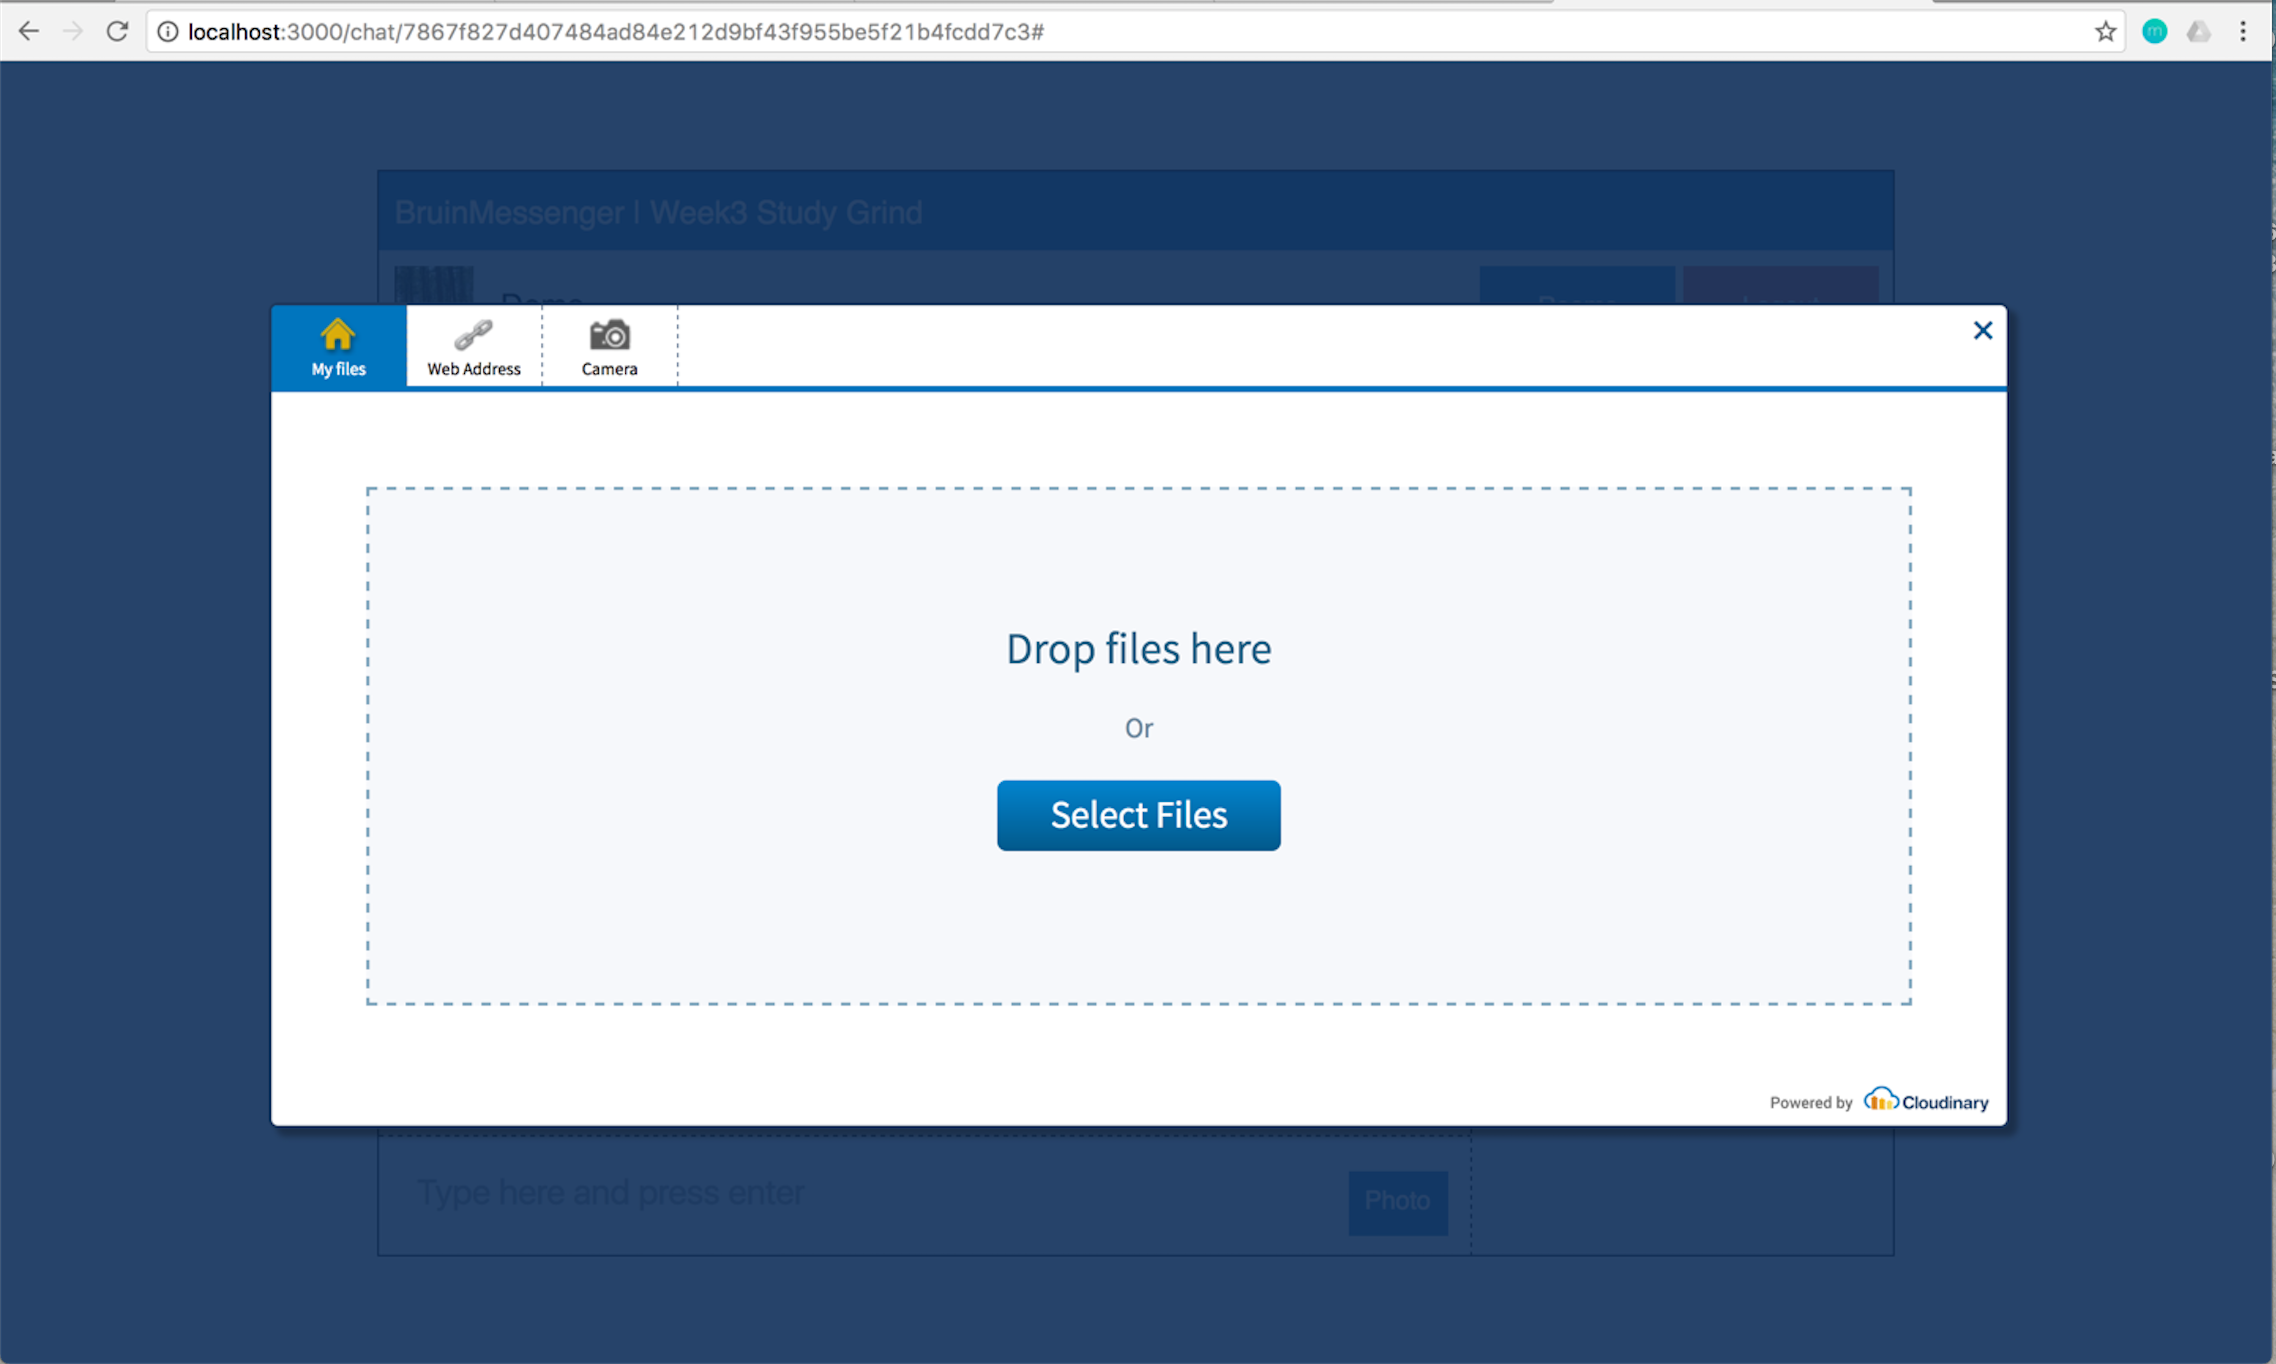 localhost:3000/chat/7867f827d407484ad84e212d9bf43f955be5f21b4fcdd7c3#
BruinMessenger | Week3 Study Grind
My files
Web Address
Camera
Drop files here
Or
Select Files
Powered by Cloudinary
Type here and press enter
Photo